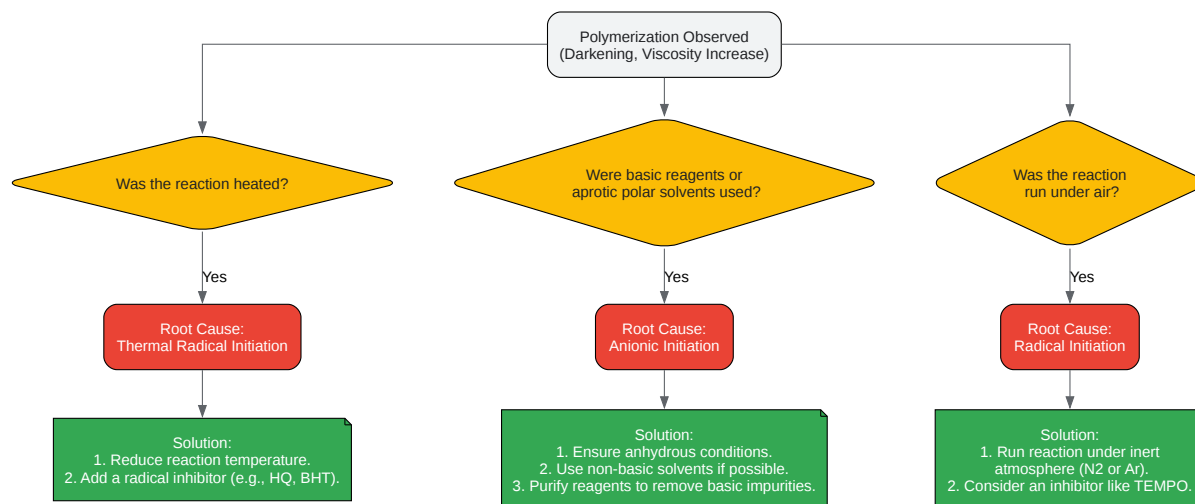 Polymerization Observed
(Darkening, Viscosity Increase)
Was the reaction heated?
Were basic reagents or
aprotic polar solvents used?
Was the reaction
run under air?
Yes
Yes
Yes
Root Cause:
Thermal Radical Initiation
Root Cause:
Anionic Initiation
Root Cause:
Radical Initiation
Solution:
1. Reduce reaction temperature.
2. Add a radical inhibitor (e.g., HQ, BHT).
Solution:
1. Ensure anhydrous conditions.
2. Use non-basic solvents if possible.
3. Purify reagents to remove basic impurities.
Solution:
1. Run reaction under inert
atmosphere (N2 or Ar).
2. Consider an inhibitor like TEMPO.